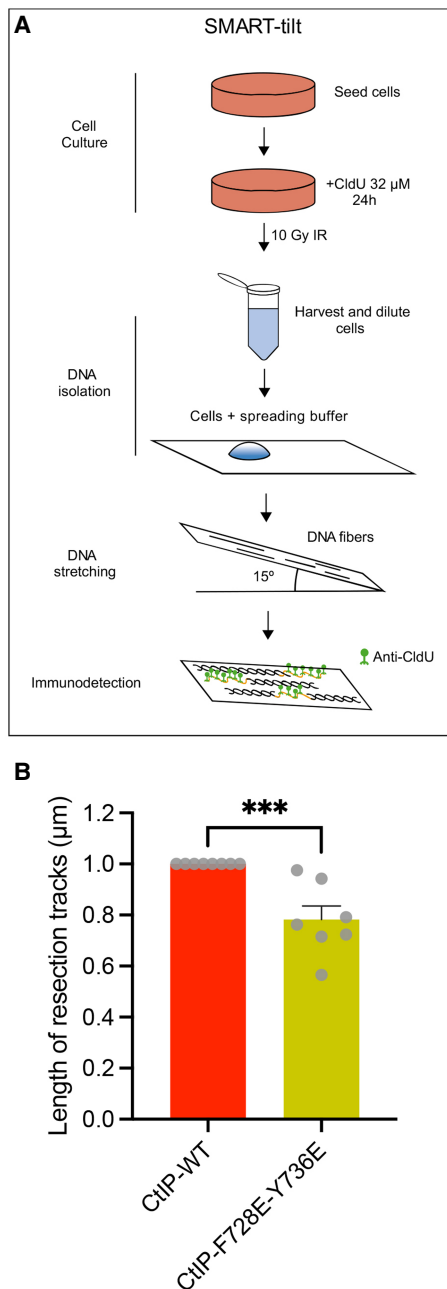 A
SMART-tilt
Seed cells
Cell
Culture
+CldU 32 µM
24h
10 Gy IR
Harvest and dilute
cells
DNA
isolation
Cells + spreading buffer
DNA fibers
DNA
stretching
15º
Anti-CldU
Immunodetection
B
***
Length of resection tracks (µm)
1.2
1.0
0.8
0.6
0.4
0.2
0.0
CtIP-WT
CtIP-F728E-Y736E